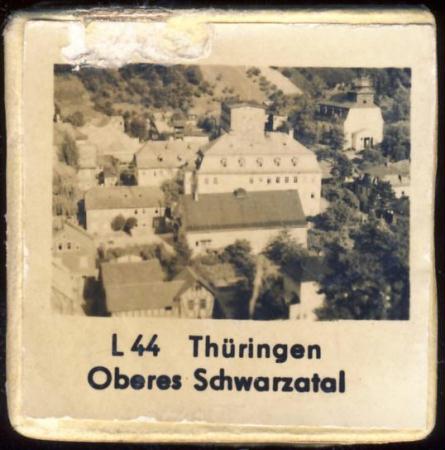 L 44 Thüringen
Oberes Schwarzatal